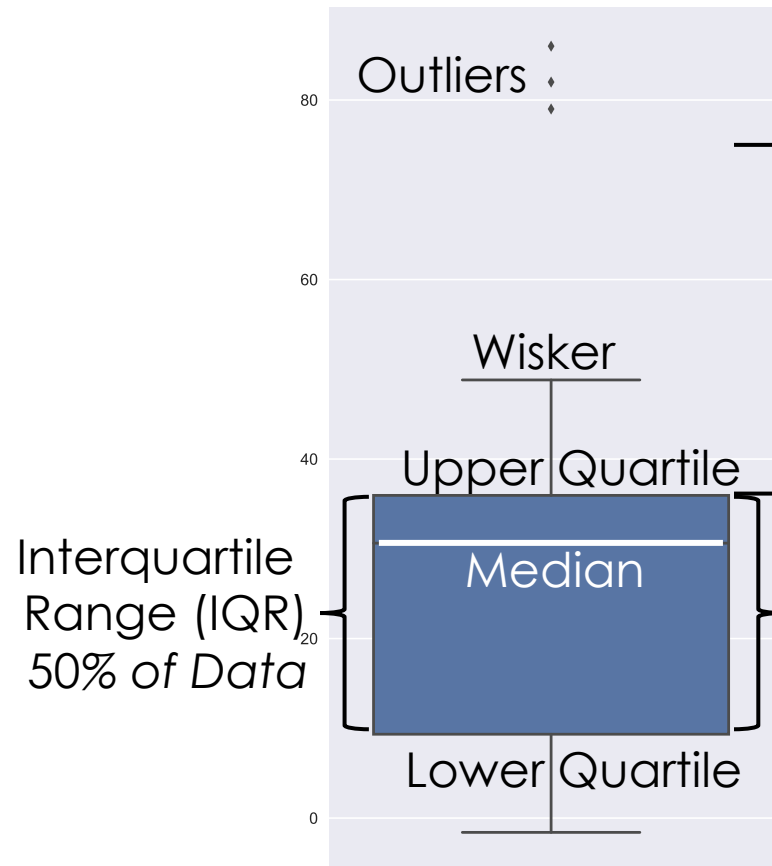 Outliers
80
60
Wisker
40
Upper Quartile
Median
Interquartile
Range (IQR)
20
50% of Data
Lower Quartile
0